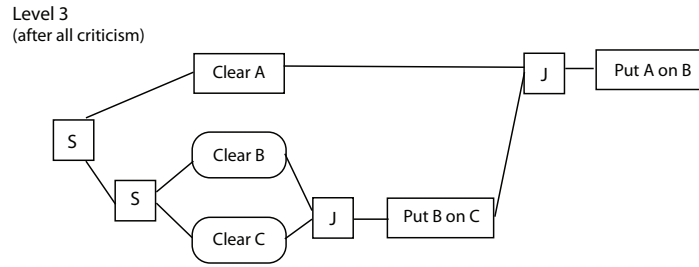 Level 3
(after all criticism)
Clear A
J
Put A on B
S
Clear B
S
Clear C
J
Put B on C